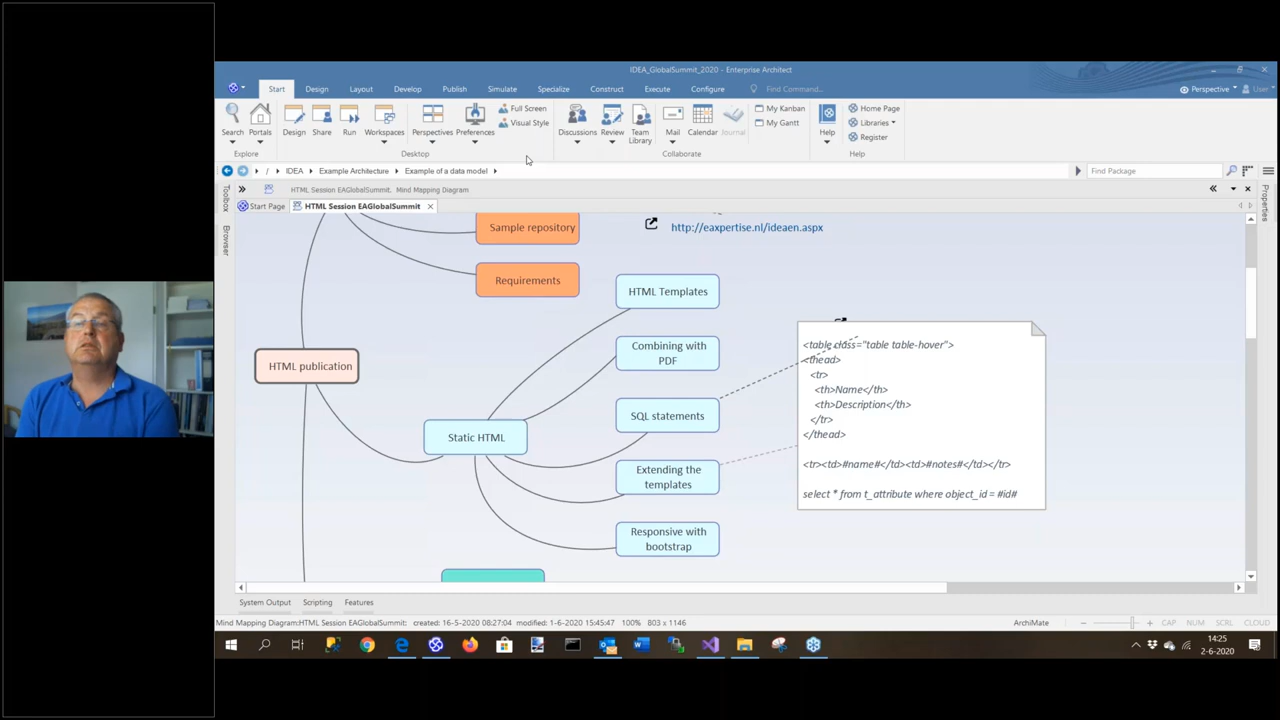 IDEA_GlobalSummit_2020 - Enterprise Architect
Start Design Layout Develop Publish Simulate Specialize Construct Execute Configure Find Command... Perspective User
Search Portals Design Share Run Workspaces Perspectives Preferences Full Screen Visual Style Discussions Review Team Library Mail Calendar Journal My Kanban My Gantt Help Home Page Libraries Register
Explore Desktop Collaborate Help
/ IDEA Example Architecture Example of a data model Find Package
HTML Session EAGlobalSummit. Mind Mapping Diagram
Start Page HTML Session EAGlobalSummit
Toolbox
Browser
Properties
Sample repository
http://eaxpertise.nl/ideaen.aspx
Requirements
HTML Templates
Combining with
PDF
HTML publication
SQL statements
Static HTML
Extending the
templates
Responsive with
bootstrap
<table class="table table-hover">
<thead>
<tr>
<th>Name</th>
<th>Description</th>
</tr>
</thead>
<tr><td>#name#</td><td>#notes#</td></tr>
select * from t_attribute where object_id = #id#
System Output Scripting Features
Mind Mapping Diagram:HTML Session EAGlobalSummit: created: 16-5-2020 08:27:04 modified: 1-6-2020 15:45:47 100% 803 x 1146 ArchiMate CAP NUM SCRL CLOUD
14:25
2-6-2020